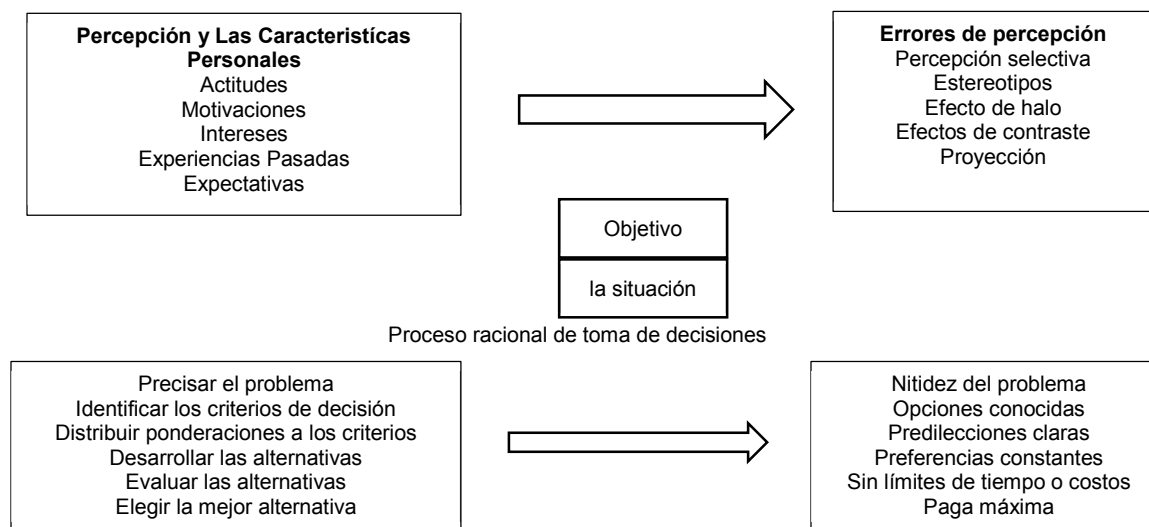 Percepción y Las Caracteristícas
Personales
Actitudes
Motivaciones
Intereses
Experiencias Pasadas
Expectativas
Errores de percepción
Percepción selectiva
Estereotipos
Efecto de halo
Efectos de contraste
Proyección
Objetivo
la situación
Proceso racional de toma de decisiones
Precisar el problema
Identificar los criterios de decisión
Distribuir ponderaciones a los criterios
Desarrollar las alternativas
Evaluar las alternativas
Elegir la mejor alternativa
Nitidez del problema
Opciones conocidas
Predilecciones claras
Preferencias constantes
Sin límites de tiempo o costos
Paga máxima